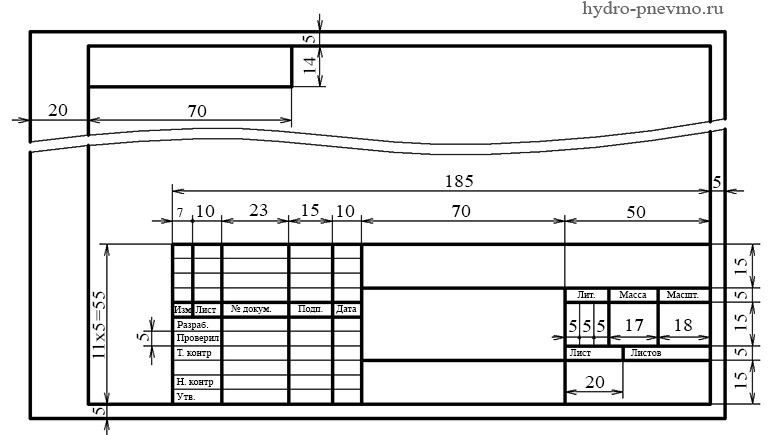 hydro-pnevmo.ru
5
14
20
70
185
5
7
10
23
15
10
70
50
15
11x5=55
Лит.
Масса
Масшт.
5
Изм
Лист
№ докум.
Подп.
Дата
5
5
5
17
18
15
Разраб.
5
Проверил
Т. контр
Лист
Листов
5
Н. контр
20
15
Утв.
5